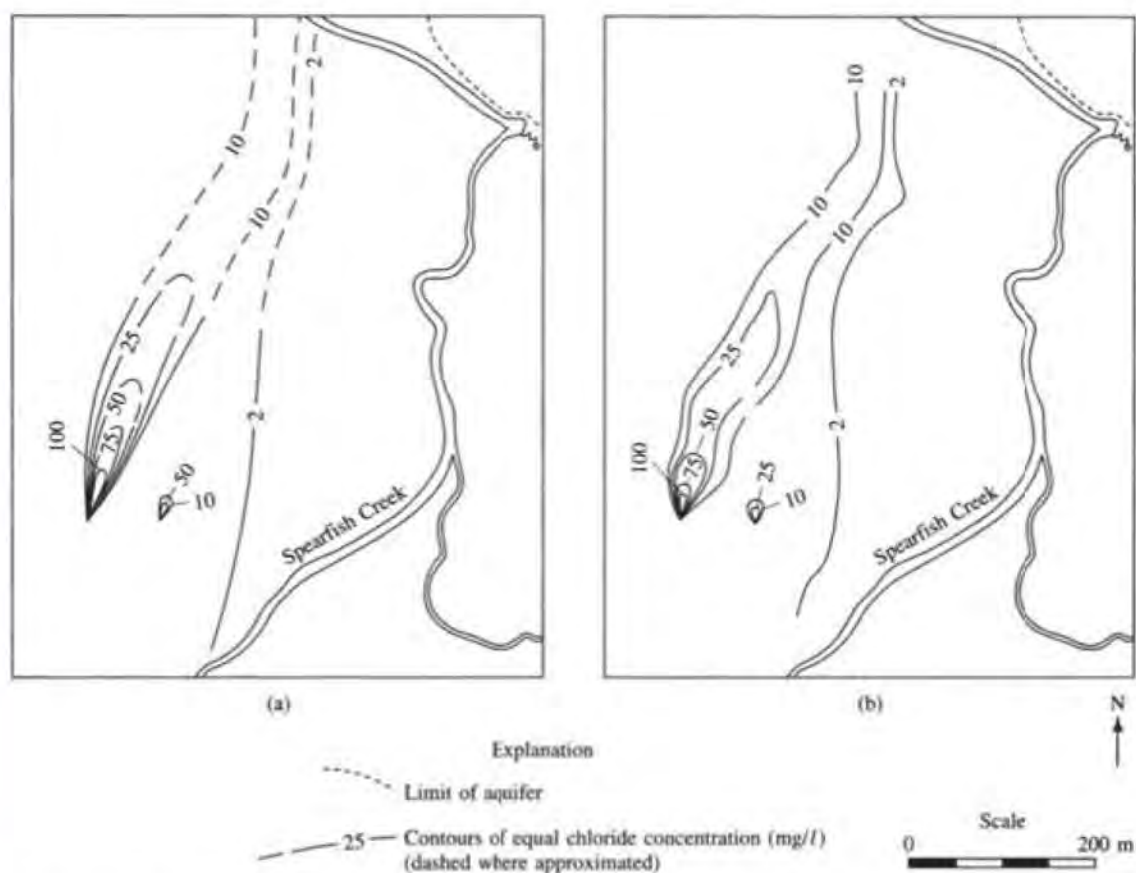 10
2
10
25
50
75
100
50
10
2
Spearfish Creek
(a)
10
2
10
10
25
50
75
100
25
10
2
Spearfish Creek
(b)
N
Explanation
Limit of aquifer
25 Contours of equal chloride concentration (mg/l)
(dashed where approximated)
Scale
0 200 m